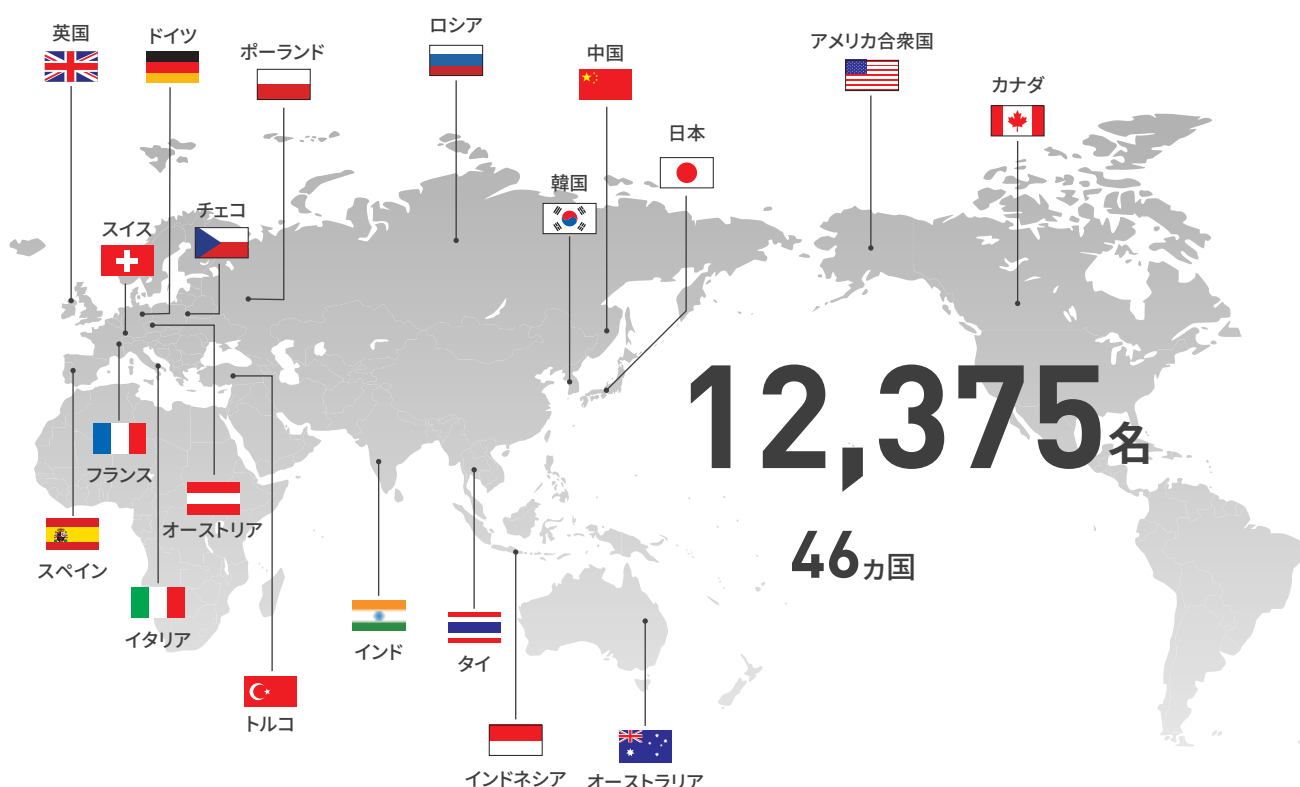 英国
ドイツ
ポーランド
ロシア
中国
アメリカ合衆国
カナダ
日本
韓国
チェコ
スイス
12,375名
フランス
オーストリア
46ヵ国
スペイン
イタリア
インド
タイ
トルコ
インドネシア
オーストラリア